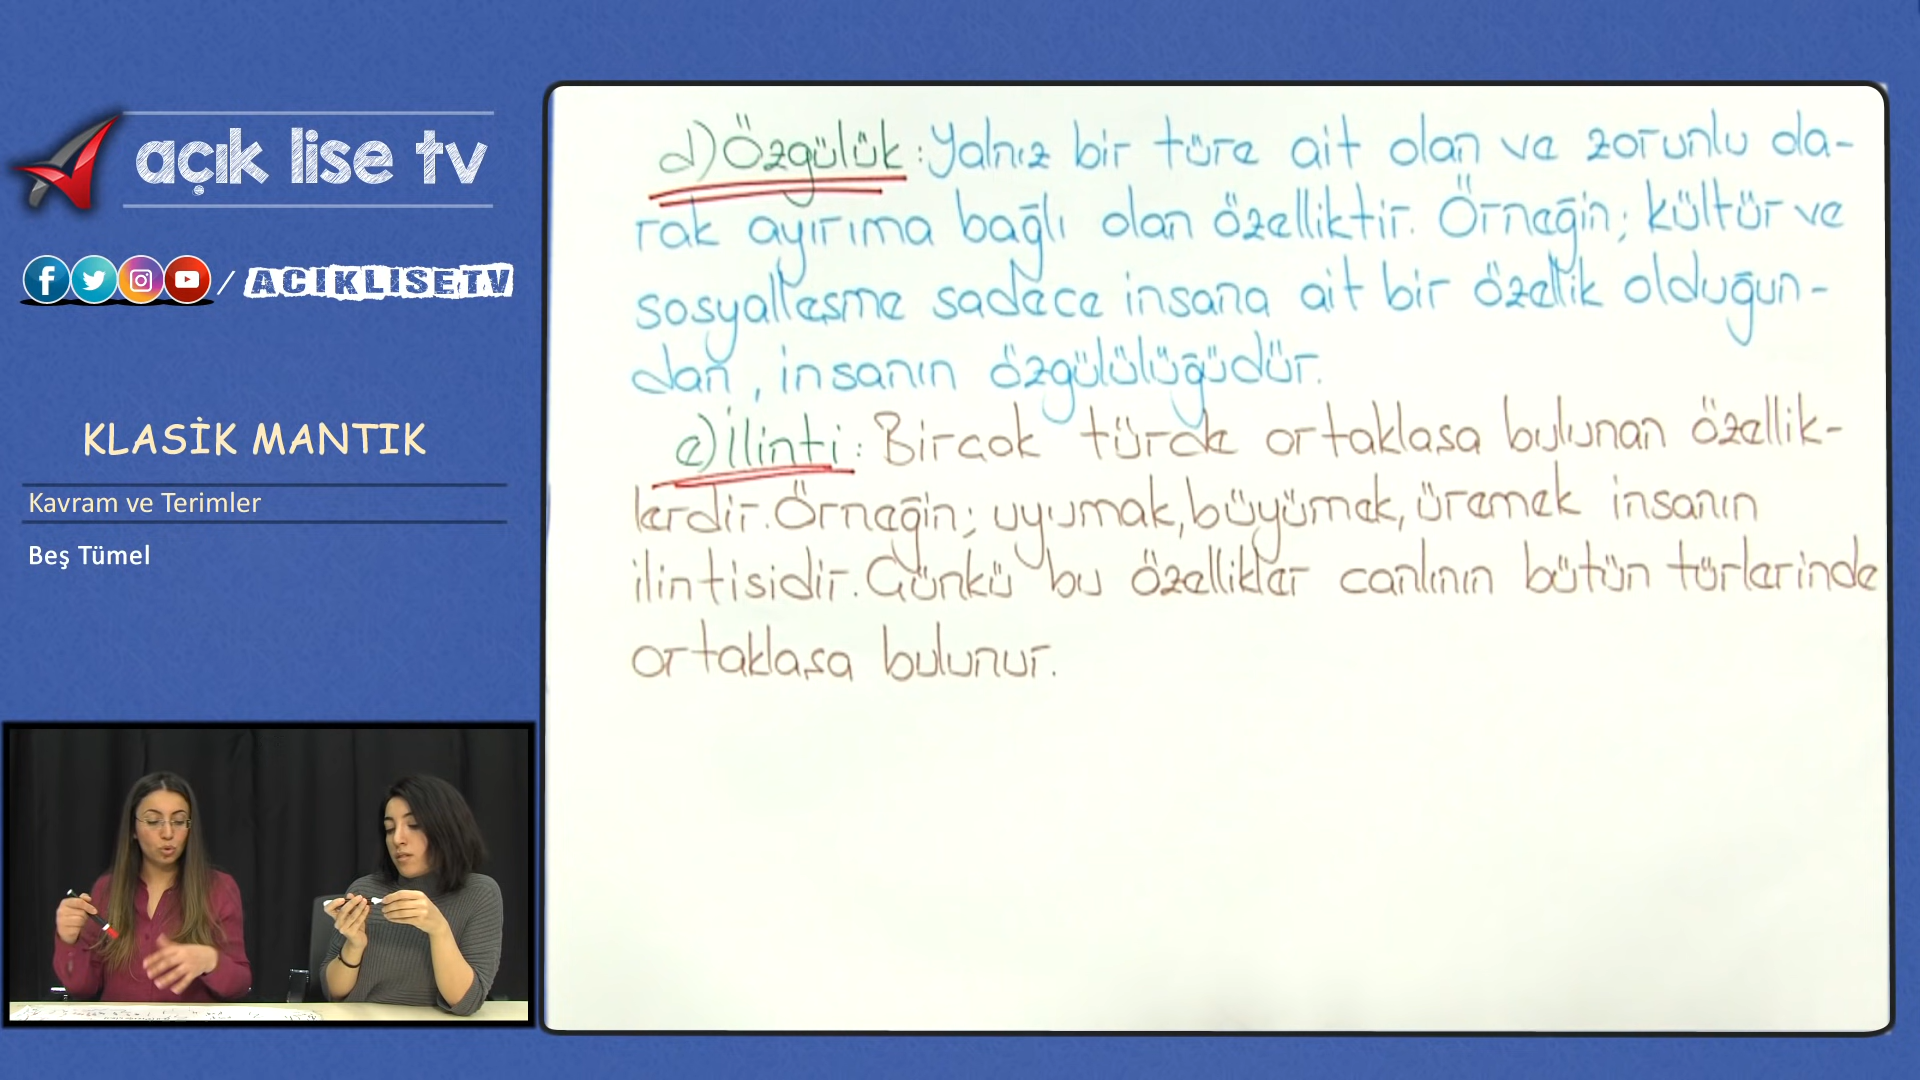 açık lise tv
/ ACIKLISETV
KLASİK MANTIK
Kavram ve Terimler
Beş Tümel
d) Özgülük : Yalnız bir türe ait olan ve zorunlu da-
rak ayırıma bağlı olan özelliktir. Örneğin; kültür ve
sosyalleşme sadece insana ait bir özellik olduğun-
dan, insanın özgülülüğüdür.
e) İlinti : Birçok türde ortaklaşa bulunan özellik-
lerdir. Örneğin; uyumak, büyümek, üremek insanın
ilintisidir. Çünkü bu özellikler canlının bütün türlerinde
ortaklaşa bulunur.